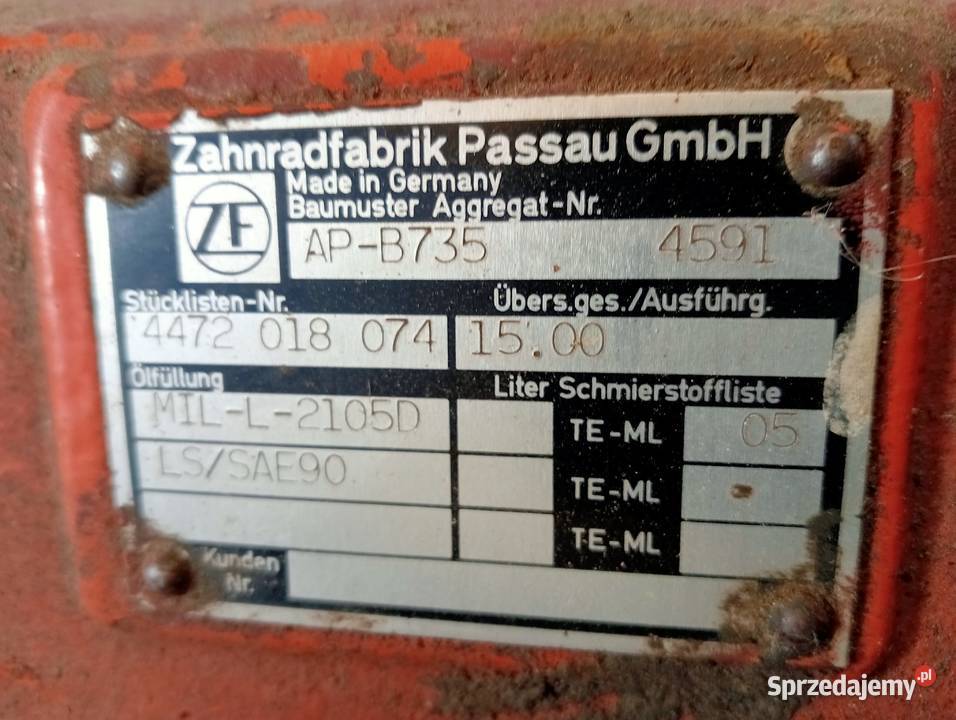 Zahnradfabrik Passau GmbH
ZF
Made in Germany
Baumuster Aggregat-Nr.
AP-B735 4591
Stücklisten-Nr. Übers.ges./Ausführg.
4472 018 074 15.00
Ölfüllung Liter Schmierstoffliste
MIL-L-2105D TE-ML 05
LS/SAE90 TE-ML
TE-ML
Kunden
Nr.
Sprzedajemy.pl